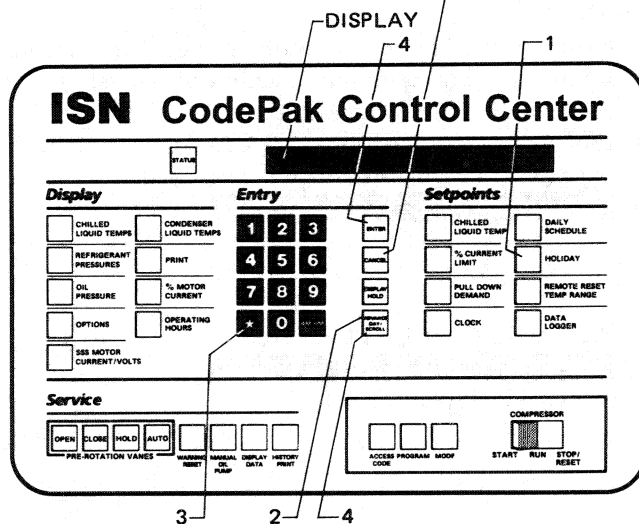 DISPLAY
4
1
ISN CodePak Control Center
STATUS
Display
CHILLED
LIQUID TEMPS
CONDENSER
LIQUID TEMPS
REFRIGERANT
PRESSURES
PRINT
OIL
PRESSURE
% MOTOR
CURRENT
OPTIONS
OPERATING
HOURS
SSS MOTOR
CURRENT/VOLTS
Entry
1 2 3
4 5 6
7 8 9
* 0
ENTER
CANCEL
DISPLAY
HOLD
ADVANCE
DAY/
SCROLL
Setpoints
CHILLED
LIQUID TEMP
DAILY
SCHEDULE
% CURRENT
LIMIT
HOLIDAY
PULL DOWN
DEMAND
REMOTE RESET
TEMP RANGE
CLOCK
DATA
LOGGER
Service
OPEN CLOSE HOLD AUTO
PRE-ROTATION VANES
WARNING
RESET
MANUAL
OIL
PUMP
DISPLAY
DATA
HISTORY
PRINT
ACCESS
CODE
PROGRAM
MODE
COMPRESSOR
START RUN STOP/
RESET
3
2
4